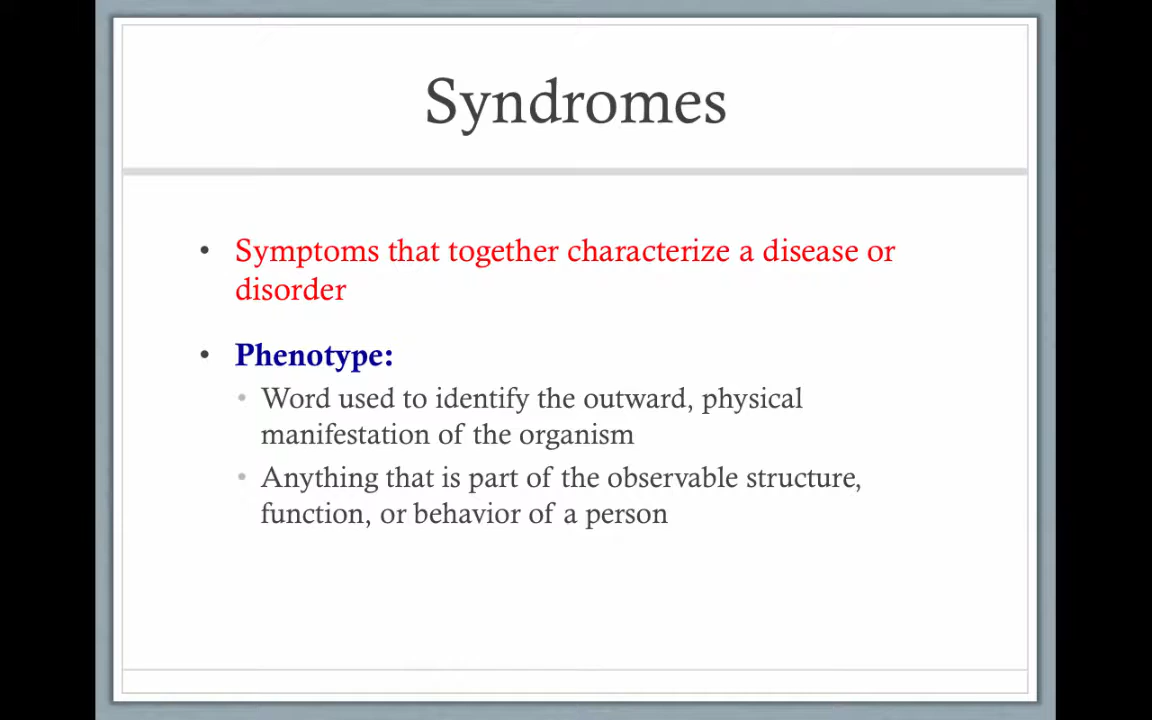 Syndromes
• Symptoms that together characterize a disease or
disorder
• Phenotype:
• Word used to identify the outward, physical
manifestation of the organism
• Anything that is part of the observable structure,
function, or behavior of a person